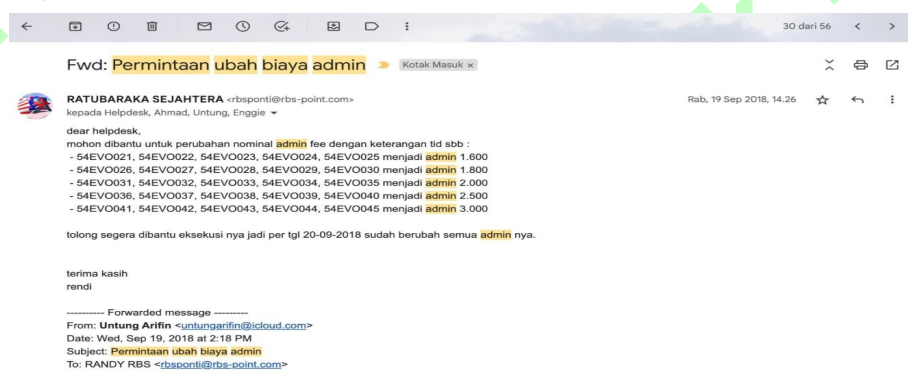 30 dari 56
Fwd: Permintaan ubah biaya admin
Kotak Masuk ×
RATUBARAKA SEJAHTERA <rbsponti@rbs-point.com>
Rab, 19 Sep 2018, 14.26
kepada Helpdesk, Ahmad, Untung, Enggie
dear helpdesk,
mohon dibantu untuk perubahan nominal admin fee dengan keterangan tid sbb :
- 54EVO021, 54EVO022, 54EVO023, 54EVO024, 54EVO025 menjadi admin 1.600
- 54EVO026, 54EVO027, 54EVO028, 54EVO029, 54EVO030 menjadi admin 1.800
- 54EVO031, 54EVO032, 54EVO033, 54EVO034, 54EVO035 menjadi admin 2.000
- 54EVO036, 54EVO037, 54EVO038, 54EVO039, 54EVO040 menjadi admin 2.500
- 54EVO041, 54EVO042, 54EVO043, 54EVO044, 54EVO045 menjadi admin 3.000
tolong segera dibantu eksekusi nya jadi per tgl 20-09-2018 sudah berubah semua admin nya.
terima kasih
rendi
---------- Forwarded message ---------
From: Untung Arifin <untungarifin@icloud.com>
Date: Wed, Sep 19, 2018 at 2:18 PM
Subject: Permintaan ubah biaya admin
To: RANDY RBS <rbsponti@rbs-point.com>